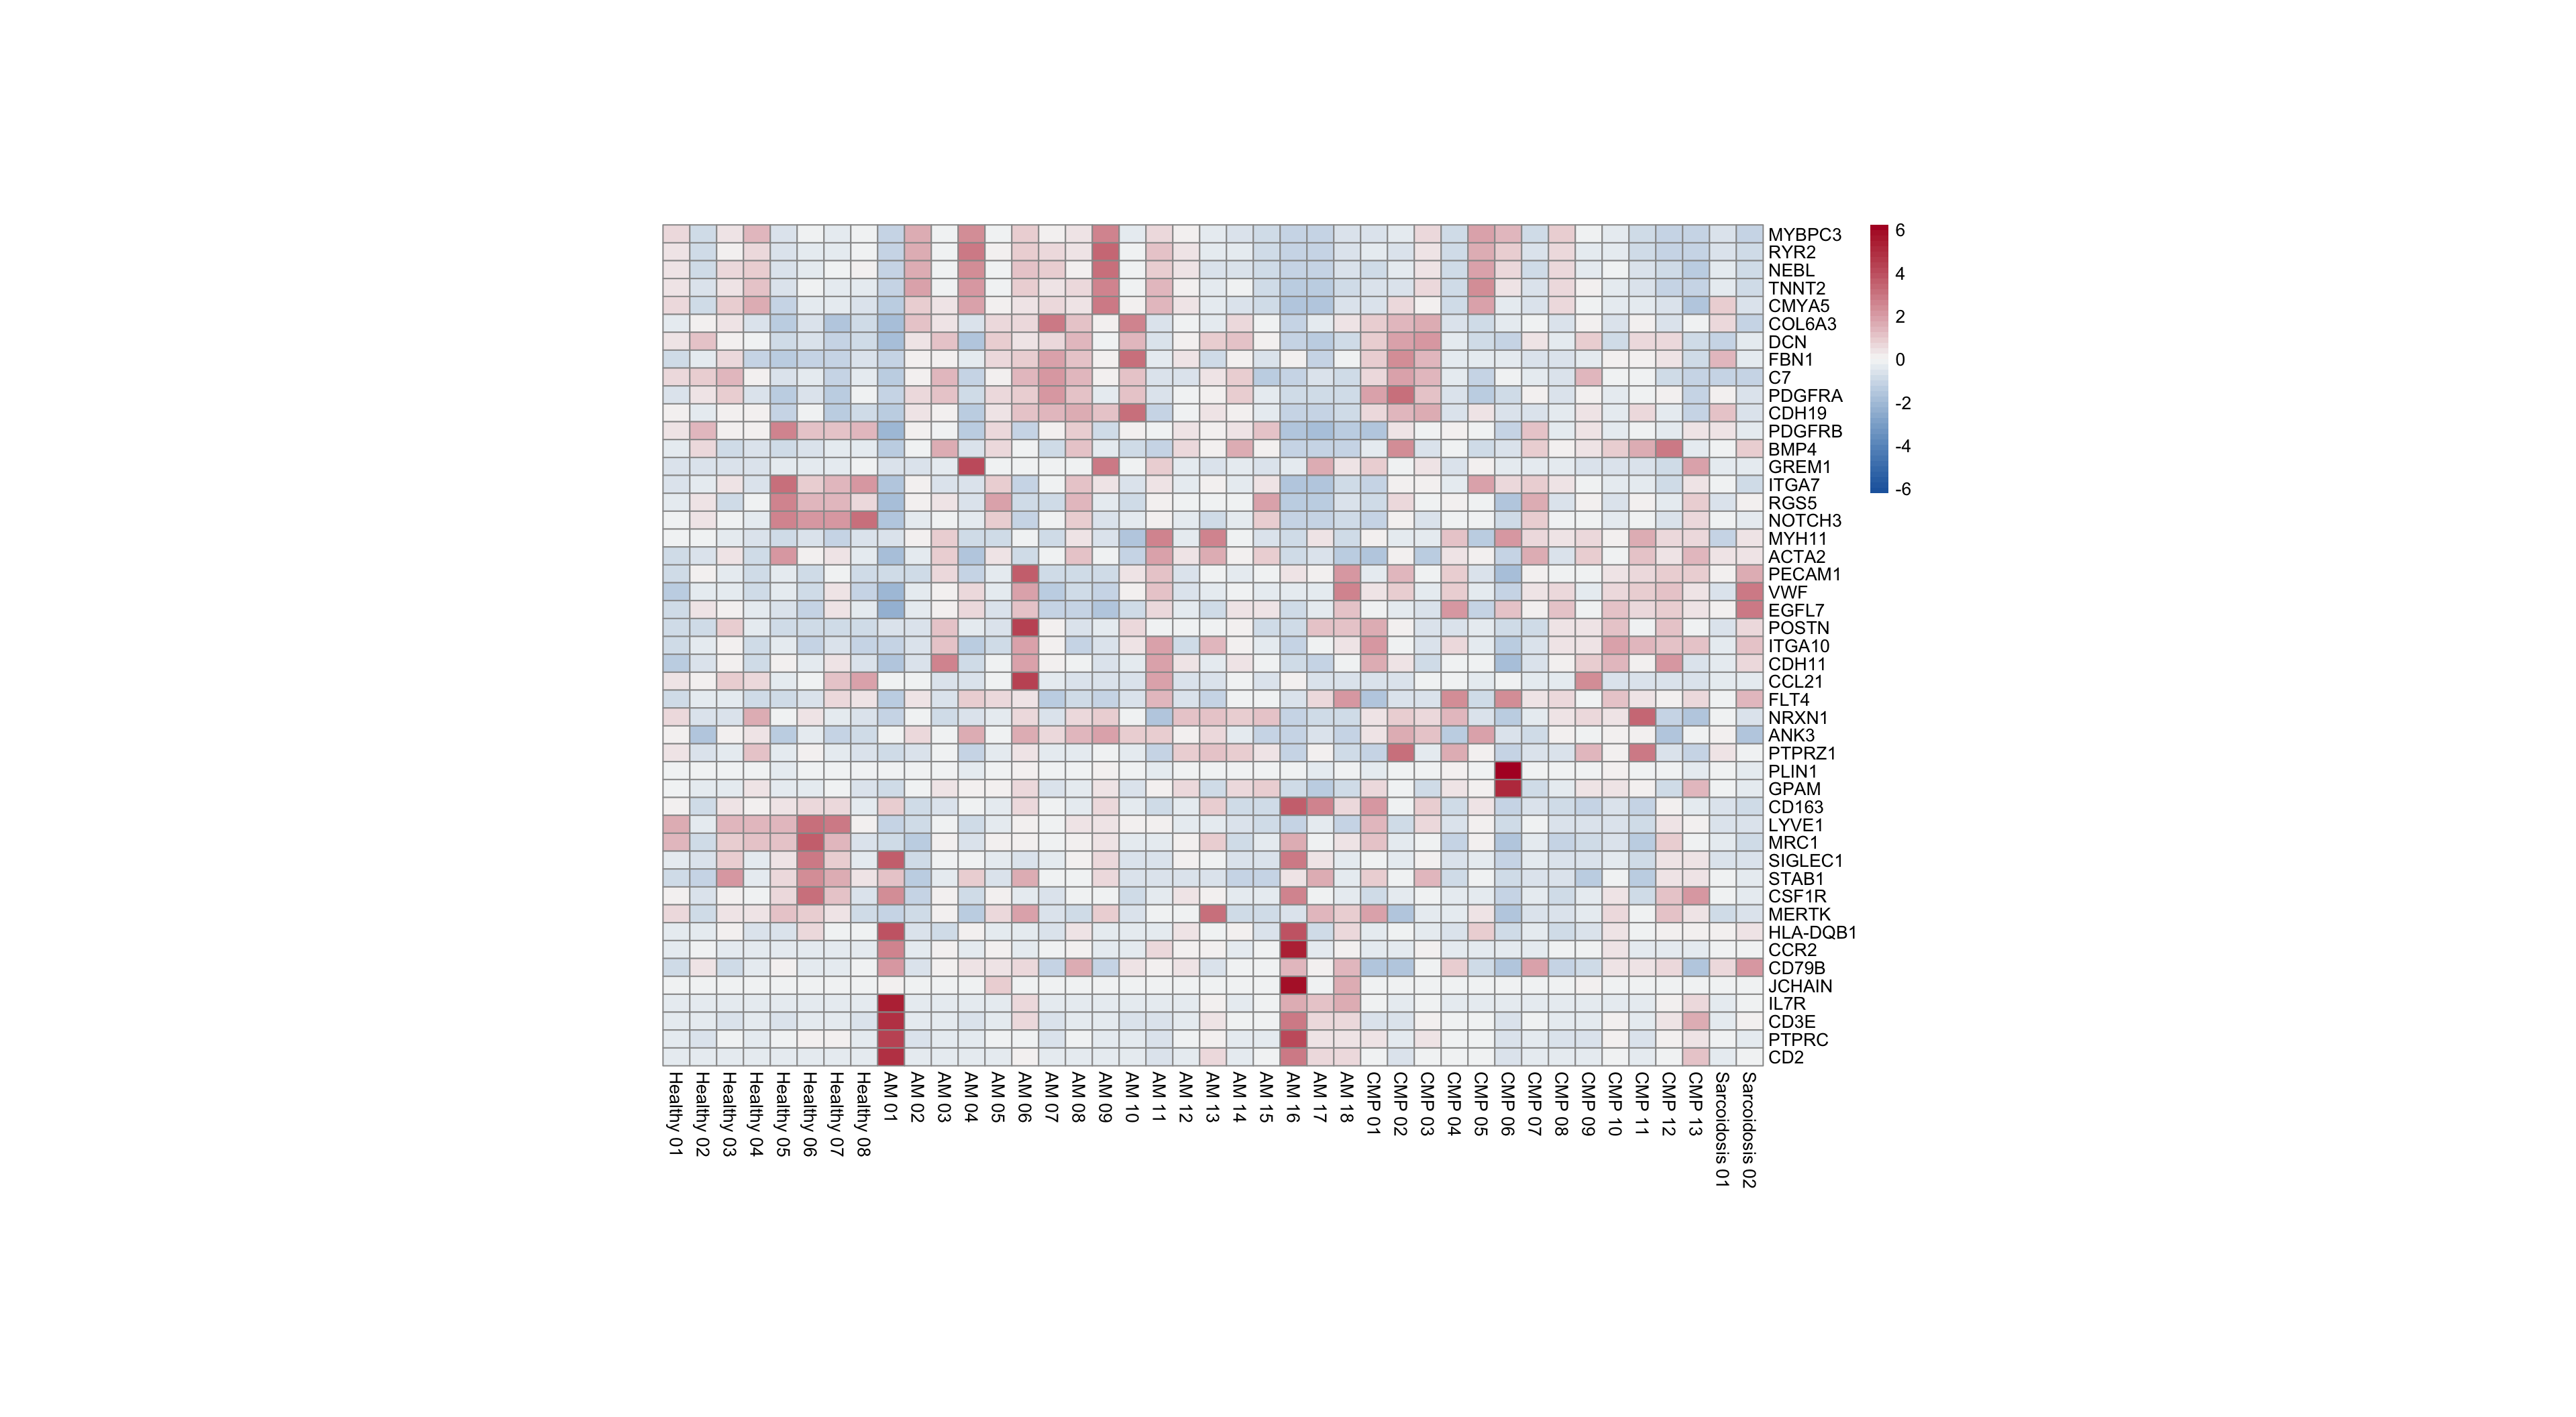 MYBPC3
RYR2
NEBL
TNNT2
CMYA5
COL6A3
DCN
FBN1
C7
PDGFRA
CDH19
PDGFRB
BMP4
GREM1
ITGA7
RGS5
NOTCH3
MYH11
ACTA2
PECAM1
VWF
EGFL7
POSTN
ITGA10
CDH11
CCL21
FLT4
NRXN1
ANK3
PTPRZ1
PLIN1
GPAM
CD163
LYVE1
MRC1
SIGLEC1
STAB1
CSF1R
MERTK
HLA-DQB1
CCR2
CD79B
JCHAIN
IL7R
CD3E
PTPRC
CD2
6
4
2
0
-2
-4
-6
Healthy 01
Healthy 02
Healthy 03
Healthy 04
Healthy 05
Healthy 06
Healthy 07
Healthy 08
AM 01
AM 02
AM 03
AM 04
AM 05
AM 06
AM 07
AM 08
AM 09
AM 10
AM 11
AM 12
AM 13
AM 14
AM 15
AM 16
AM 17
AM 18
CMP 01
CMP 02
CMP 03
CMP 04
CMP 05
CMP 06
CMP 07
CMP 08
CMP 09
CMP 10
CMP 11
CMP 12
CMP 13
Sarcoidosis 01
Sarcoidosis 02